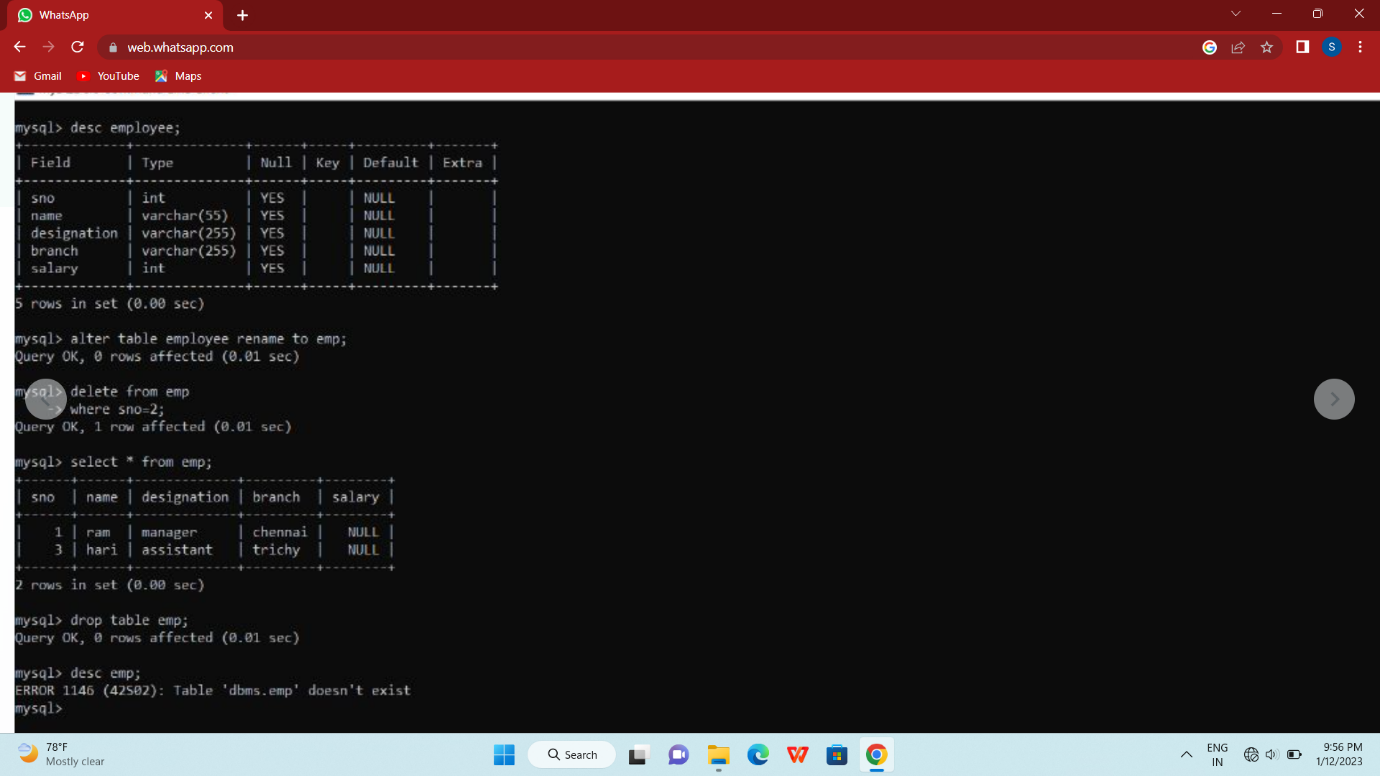 WhatsApp
web.whatsapp.com
S
Gmail YouTube Maps
mysql> desc employee;
+-------------+--------------+------+-----+---------+-------+
| Field | Type | Null | Key | Default | Extra |
+-------------+--------------+------+-----+---------+-------+
| sno | int | YES | | NULL | |
| name | varchar(55) | YES | | NULL | |
| designation | varchar(255) | YES | | NULL | |
| branch | varchar(255) | YES | | NULL | |
| salary | int | YES | | NULL | |
+-------------+--------------+------+-----+---------+-------+
5 rows in set (0.00 sec)
mysql> alter table employee rename to emp;
Query OK, 0 rows affected (0.01 sec)
mysql> delete from emp
-> where sno=2;
Query OK, 1 row affected (0.01 sec)
mysql> select * from emp;
+------+------+-------------+---------+--------+
| sno | name | designation | branch | salary |
+------+------+-------------+---------+--------+
| 1 | ram | manager | chennai | NULL |
| 3 | hari | assistant | trichy | NULL |
+------+------+-------------+---------+--------+
2 rows in set (0.00 sec)
mysql> drop table emp;
Query OK, 0 rows affected (0.01 sec)
mysql> desc emp;
ERROR 1146 (42S02): Table 'dbms.emp' doesn't exist
mysql>
78°F
Mostly clear
Search
ENG
IN
9:56 PM
1/12/2023